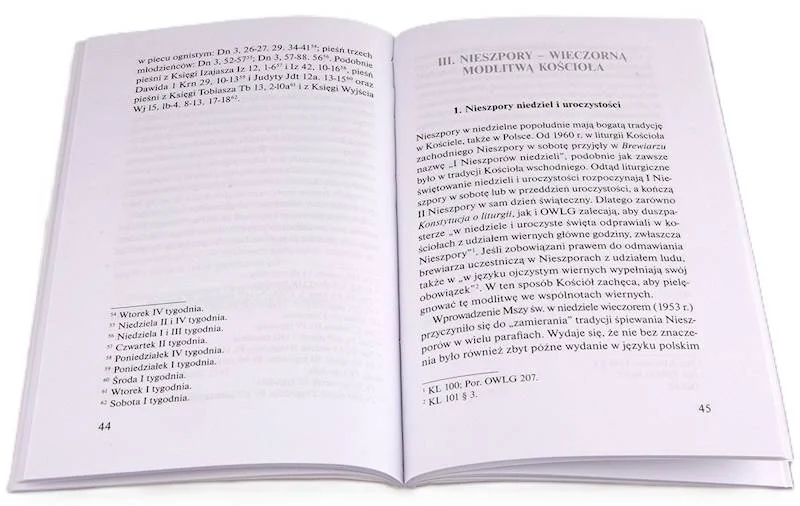 w piecu ognistym: Dn 3, 26-27. 29. 34-41⁵⁴; pieśń trzech
młodzieńców: Dn 3, 52-57⁵⁵; Dn 3, 57-88. 56⁵⁶. Podobnie
pieśni z Księgi Izajasza Iz 12, 1-6⁵⁷ i Iz 42, 10-16⁵⁸, pieśń
Dawida 1 Krn 29, 10-13⁵⁹ i Judyty Jdt 12a. 13-15⁶⁰ oraz
pieśni z Księgi Tobiasza Tb 13, 2-10a⁶¹ i z Księgi Wyjścia
Wj 15, 1b-4. 8-13. 17-18⁶².
⁵⁴ Wtorek IV tygodnia.
⁵⁵ Niedziela II i IV tygodnia.
⁵⁶ Niedziela I i III tygodnia.
⁵⁷ Czwartek II tygodnia.
⁵⁸ Poniedziałek IV tygodnia.
⁵⁹ Poniedziałek I tygodnia.
⁶⁰ Środa I tygodnia.
⁶¹ Wtorek I tygodnia.
⁶² Sobota I tygodnia.
44
III. NIESZPORY – WIECZORNĄ
MODLITWĄ KOŚCIOŁA
1. Nieszpory niedziel i uroczystości
Nieszpory w niedzielne popołudnie mają bogatą tradycję
w Kościele, także w Polsce. Od 1960 r. w liturgii Kościoła
zachodniego Nieszpory w sobotę przyjęły w Brewiarzu
nazwę „I Nieszporów niedzieli”, podobnie jak zawsze
było w tradycji Kościoła wschodniego. Odtąd liturgiczne
świętowanie niedzieli i uroczystości rozpoczynają I Nie-
szpory w sobotę lub w przeddzień uroczystości, a kończą
II Nieszpory w sam dzień świąteczny. Dlatego zarówno
Konstytucja o liturgii, jak i OWLG zalecają, aby duszpa-
sterze „w niedziele i uroczyste święta odprawiali w ko-
ściołach z udziałem wiernych główne godziny, zwłaszcza
Nieszpory”¹. Jeśli zobowiązani prawem do odmawiania
brewiarza uczestniczą w Nieszporach z udziałem ludu,
także w „w języku ojczystym wiernych wypełniają swój
obowiązek”². W ten sposób Kościół zachęca, aby pielę-
gnować tę modlitwę we wspólnotach wiernych.
Wprowadzenie Mszy św. w niedziele wieczorem (1953 r.)
przyczyniło się do „zamierania” tradycji śpiewania Niesz-
porów w wielu parafiach. Wydaje się, że nie bez znacze-
nia było również zbyt późne wydanie w języku polskim
¹ KL 100; Por. OWLG 207.
² KL 101 § 3.
45